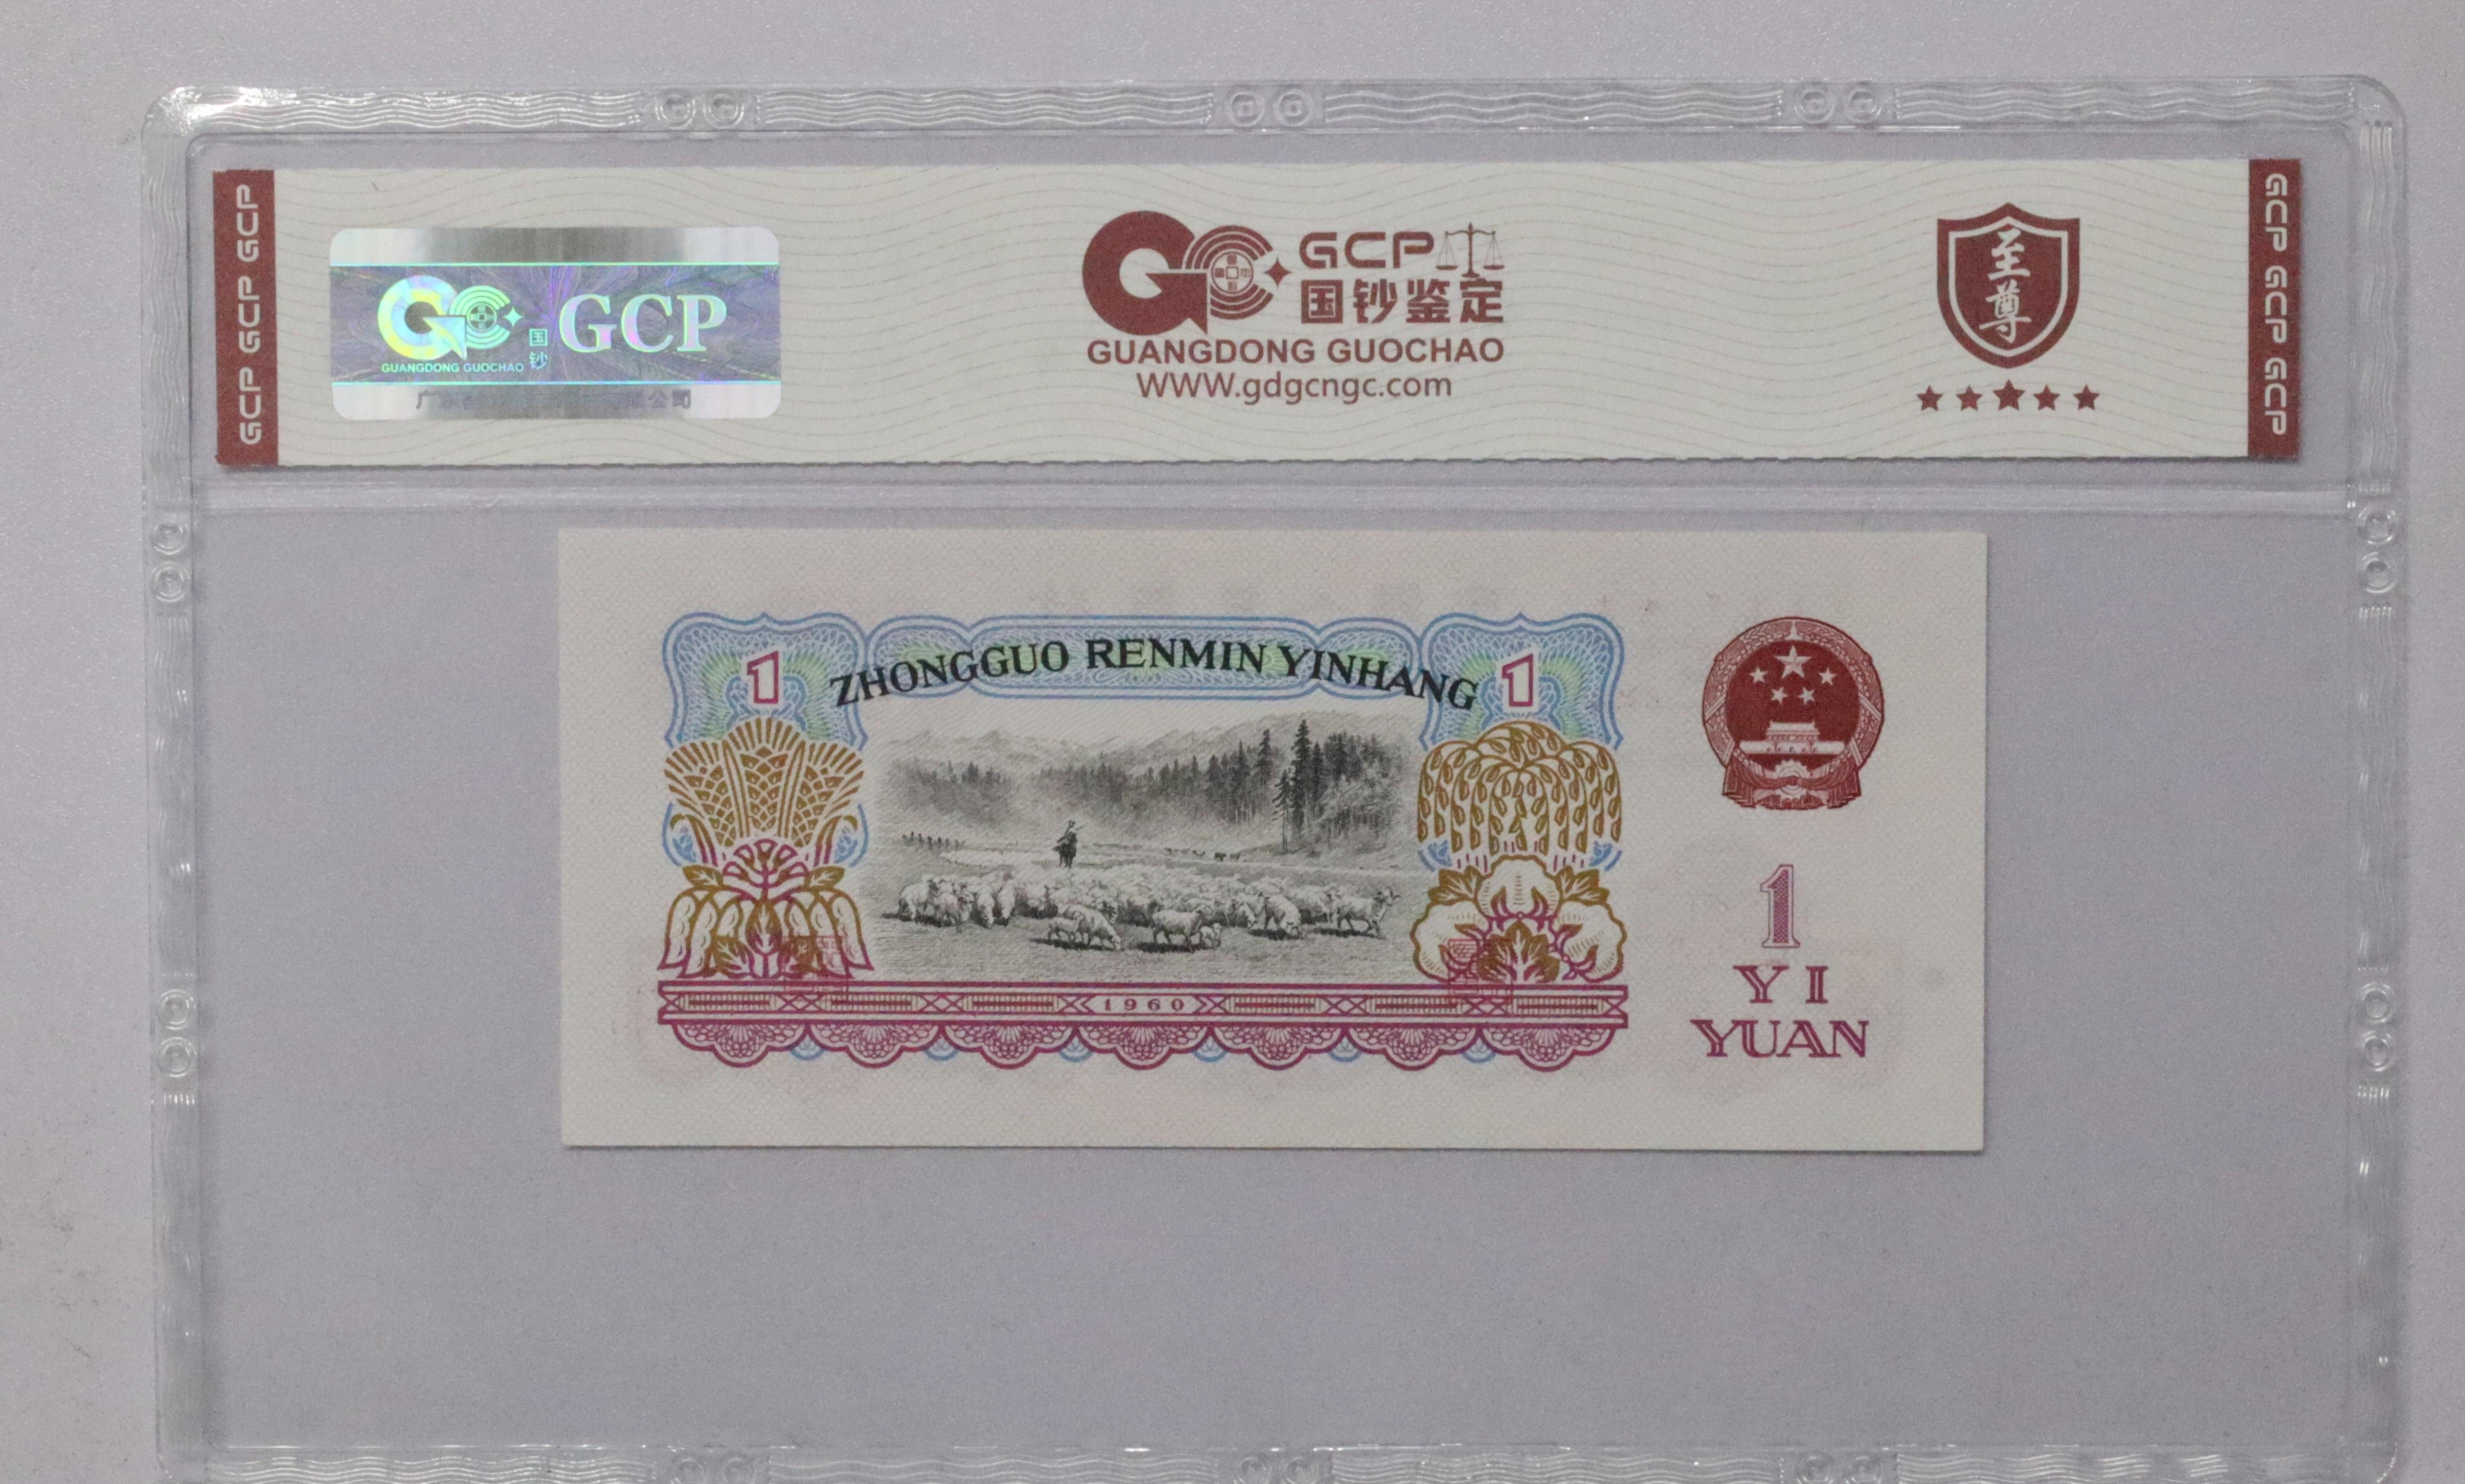 GCP GCP GCP
GCP
国钞
GUANGDONG GUOCHAO
GCP
国钞鉴定
GUANGDONG GUOCHAO
WWW.gdgcngc.com
至尊
GCP GCP GCP
ZHONGGUO RENMIN YINHANG
1
1
1960
1
YI
YUAN